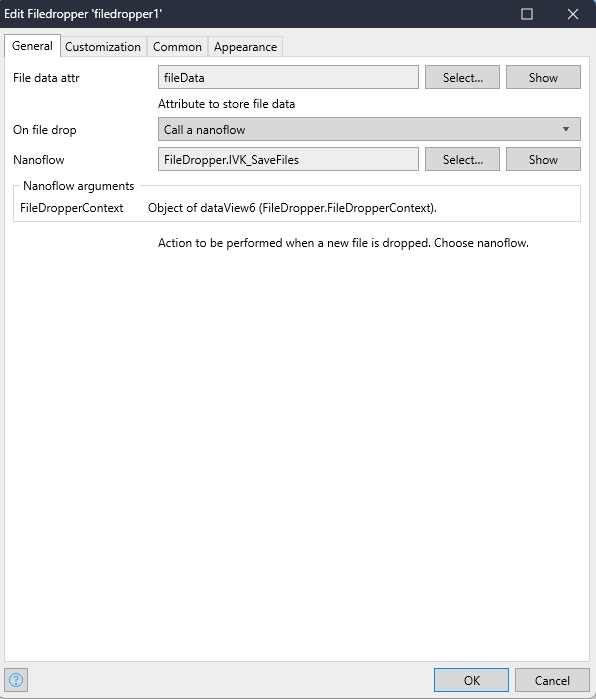 Edit Filedropper 'filedropper1'
General Customization Common Appearance
File data attr fileData Select... Show
Attribute to store file data
On file drop Call a nanoflow
Nanoflow FileDropper.IVK_SaveFiles Select... Show
Nanoflow arguments
FileDropperContext Object of dataView6 (FileDropper.FileDropperContext).
Action to be performed when a new file is dropped. Choose nanoflow.
? OK Cancel